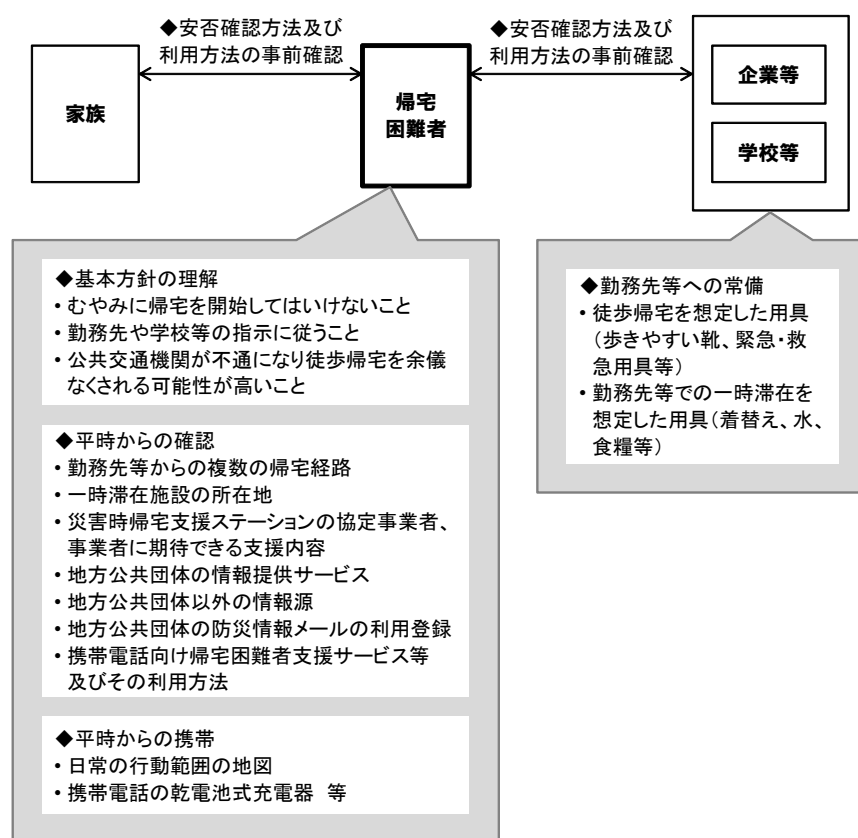 ◆安否確認方法及び
利用方法の事前確認
◆安否確認方法及び
利用方法の事前確認
家族
帰宅
困難者
企業等
学校等
◆基本方針の理解
・むやみに帰宅を開始してはいけないこと
・勤務先や学校等の指示に従うこと
・公共交通機関が不通になり徒歩帰宅を余儀
なくされる可能性が高いこと
◆平時からの確認
・勤務先等からの複数の帰宅経路
・一時滞在施設の所在地
・災害時帰宅支援ステーションの協定事業者、
事業者に期待できる支援内容
・地方公共団体の情報提供サービス
・地方公共団体以外の情報源
・地方公共団体の防災情報メールの利用登録
・携帯電話向け帰宅困難者支援サービス等
及びその利用方法
◆平時からの携帯
・日常の行動範囲の地図
・携帯電話の乾電池式充電器 等
◆勤務先等への常備
・徒歩帰宅を想定した用具
（歩きやすい靴、緊急・救
急用具等）
・勤務先等での一時滞在を
想定した用具（着替え、水、
食糧等）